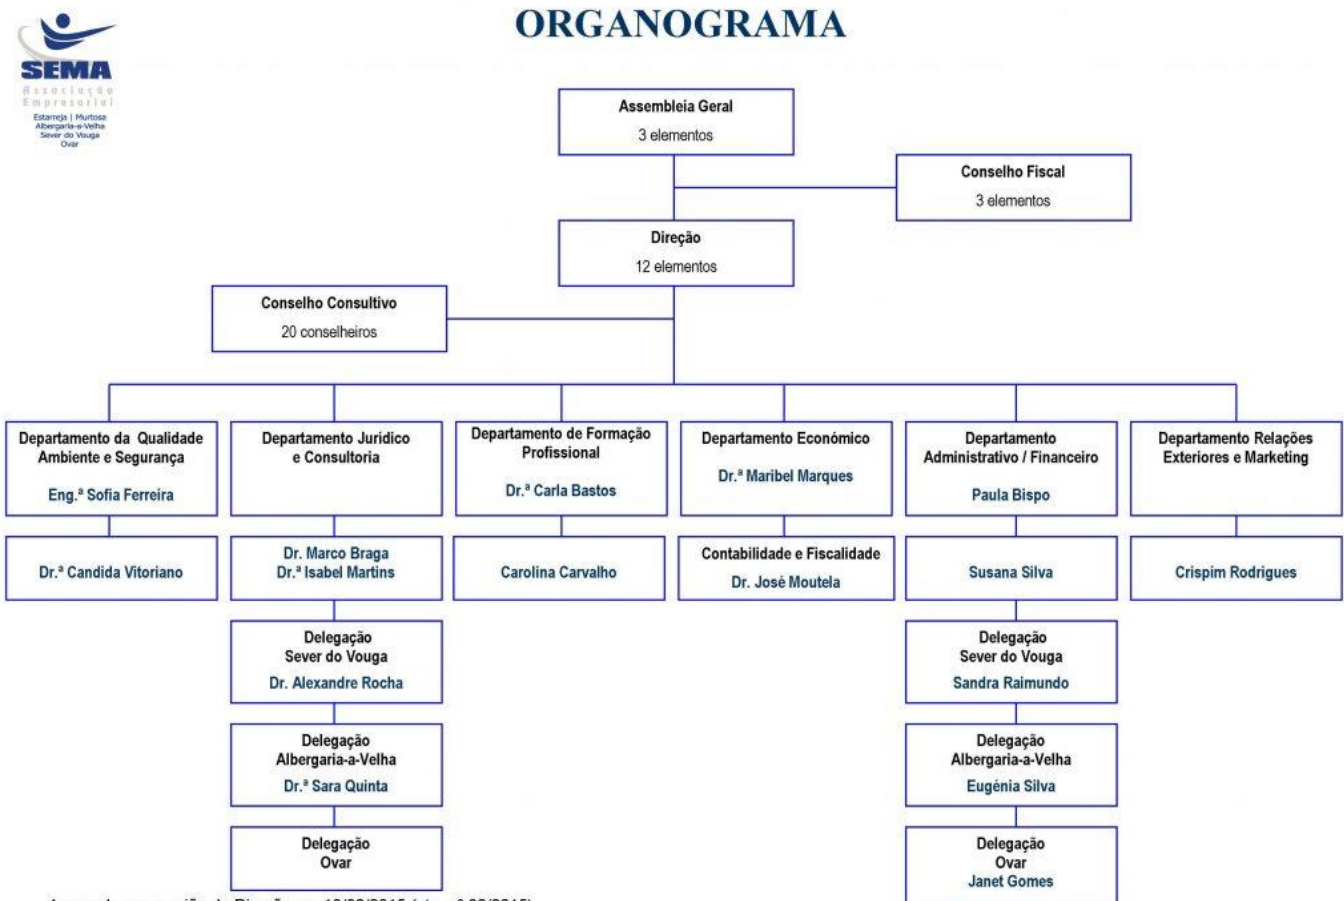 ORGANOGRAMA
SEMA
Associação
Empresarial
Estarreja | Murtosa
Albergaria-a-Velha
Sever do Vouga
Ovar
Assembleia Geral
3 elementos
Conselho Fiscal
3 elementos
Direção
12 elementos
Conselho Consultivo
20 conselheiros
Departamento da Qualidade
Ambiente e Segurança
Eng.ª Sofia Ferreira
Departamento Jurídico
e Consultoria
Departamento de Formação
Profissional
Dr.ª Carla Bastos
Departamento Económico
Dr.ª Maribel Marques
Departamento
Administrativo / Financeiro
Paula Bispo
Departamento Relações
Exteriores e Marketing
Dr.ª Candida Vitoriano
Dr. Marco Braga
Dr.ª Isabel Martins
Carolina Carvalho
Contabilidade e Fiscalidade
Dr. José Moutela
Susana Silva
Crispim Rodrigues
Delegação
Sever do Vouga
Dr. Alexandre Rocha
Delegação
Sever do Vouga
Sandra Raimundo
Delegação
Albergaria-a-Velha
Dr.ª Sara Quinta
Delegação
Albergaria-a-Velha
Eugénia Silva
Delegação
Ovar
Delegação
Ovar
Janet Gomes